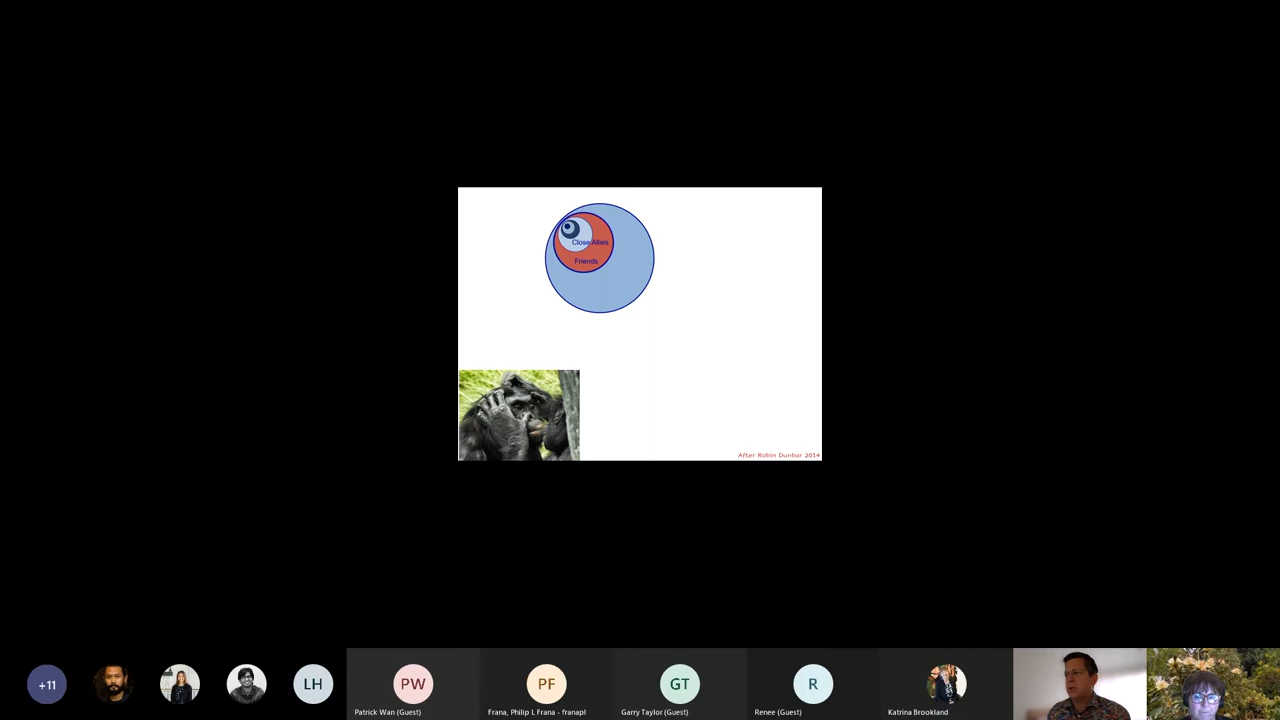 Close Allies
Friends
After Robin Dunbar 2014
+11
LH
PW
PF
GT
R
Patrick Wan (Guest)
Frana, Philip L Frana - franapl
Garry Taylor (Guest)
Renee (Guest)
Katrina Brookland